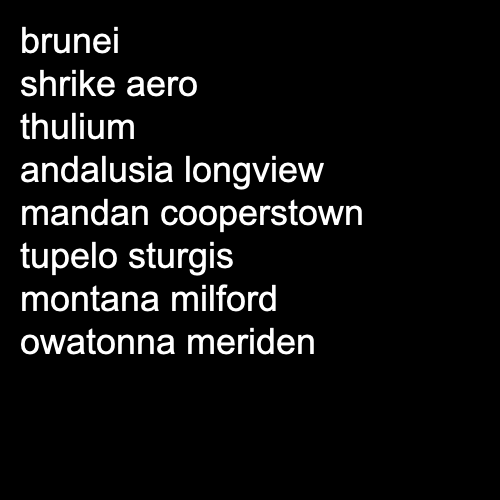 brunei
shrike aero
thulium
andalusia longview
mandan cooperstown
tupelo sturgis
montana milford
owatonna meriden